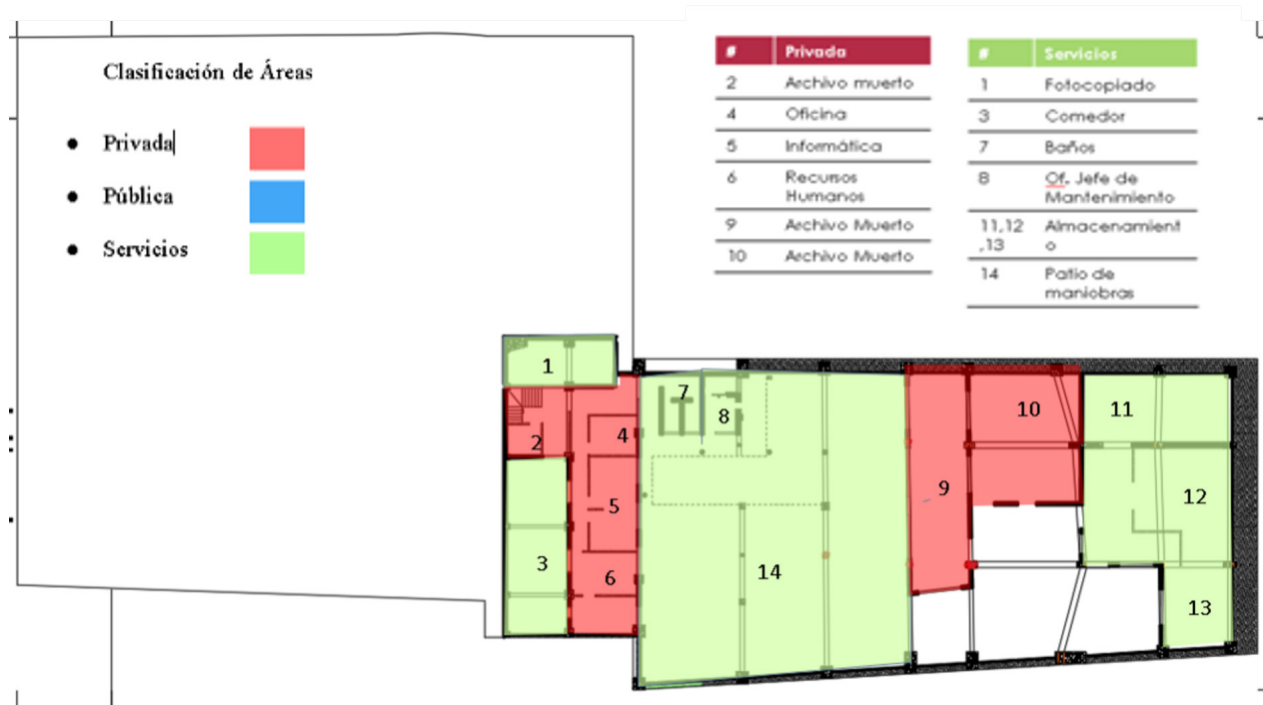 Clasificación de Áreas
● Privada
● Pública
● Servicios
# Privada
2 Archivo muerto
4 Oficina
5 Informática
6 Recursos
Humanos
9 Archivo Muerto
10 Archivo Muerto
# Servicios
1 Fotocopiado
3 Comedor
7 Baños
8 Of. Jefe de
Mantenimiento
11,12 Almacenamient
,13 o
14 Patio de
maniobras
1
2
3
4
5
6
7
8
9
10
11
12
13
14